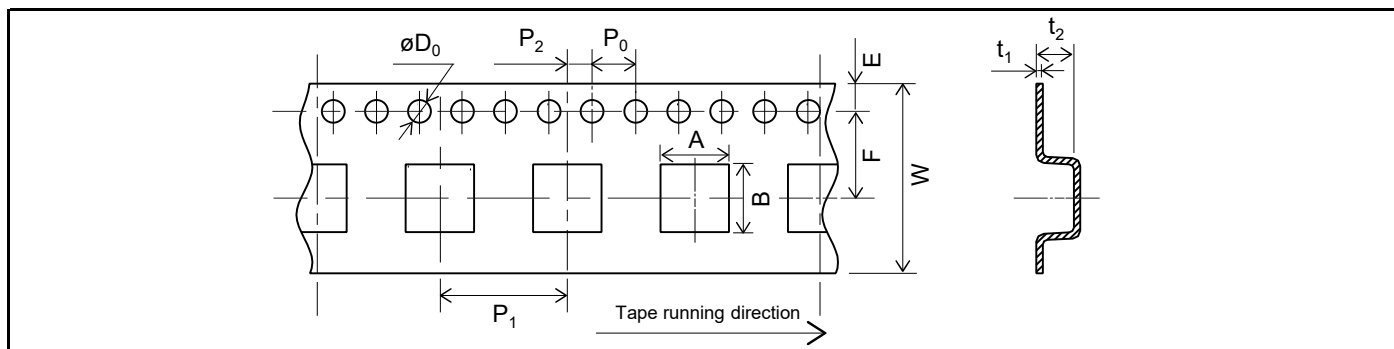 øD₀
P₂
P₀
E
t₁
t₂
A
F
W
B
P₁
Tape running direction